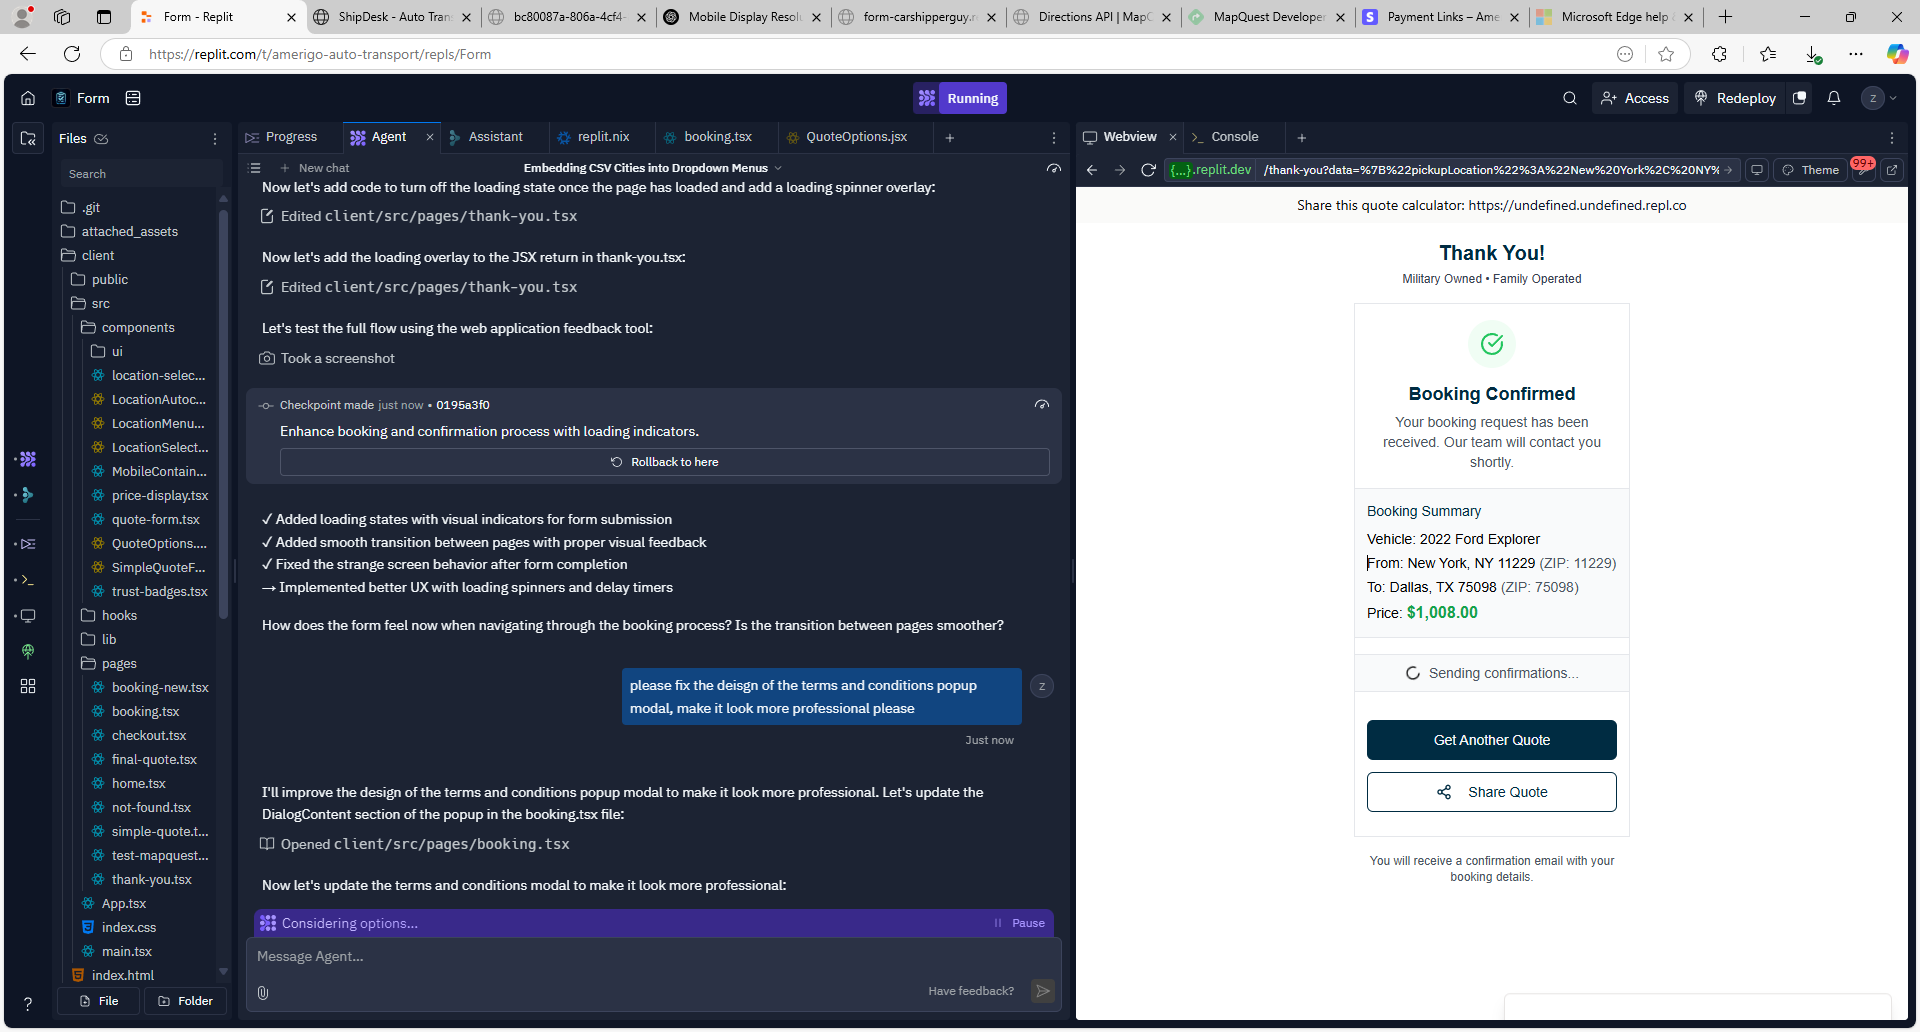 Form - Replit
ShipDesk - Auto Tran
bc80087a-806a-4cf4-
Mobile Display Resol
form-carshipperguy.r
Directions API | MapQ
MapQuest Developer
Payment Links – Ame
Microsoft Edge help
https://replit.com/t/amerigo-auto-transport/repls/Form
Form
Running
Access
Redeploy
Z
Files
Progress
Agent
Assistant
replit.nix
booking.tsx
QuoteOptions.jsx
Webview
Console
Search
New chat
Embedding CSV Cities into Dropdown Menus
{...}.replit.dev
/thank-you?data=%7B%22pickupLocation%22%3A%22New%20York%2C%20NY%
Theme
99+
.git
attached_assets
client
public
src
components
ui
location-selec...
LocationAutoc...
LocationMenu...
LocationSelect...
MobileContain...
price-display.tsx
quote-form.tsx
QuoteOptions....
SimpleQuoteF...
trust-badges.tsx
hooks
lib
pages
booking-new.tsx
booking.tsx
checkout.tsx
final-quote.tsx
home.tsx
not-found.tsx
simple-quote.t...
test-mapquest...
thank-you.tsx
App.tsx
index.css
main.tsx
index.html
File
Folder
Now let's add code to turn off the loading state once the page has loaded and add a loading spinner overlay:
Edited client/src/pages/thank-you.tsx
Now let's add the loading overlay to the JSX return in thank-you.tsx:
Edited client/src/pages/thank-you.tsx
Let's test the full flow using the web application feedback tool:
Took a screenshot
Checkpoint made just now • 0195a3f0
Enhance booking and confirmation process with loading indicators.
Rollback to here
✓ Added loading states with visual indicators for form submission
✓ Added smooth transition between pages with proper visual feedback
✓ Fixed the strange screen behavior after form completion
→ Implemented better UX with loading spinners and delay timers
How does the form feel now when navigating through the booking process? Is the transition between pages smoother?
please fix the deisgn of the terms and conditions popup
modal, make it look more professional please
Z
Just now
I'll improve the design of the terms and conditions popup modal to make it look more professional. Let's update the
DialogContent section of the popup in the booking.tsx file:
Opened client/src/pages/booking.tsx
Now let's update the terms and conditions modal to make it look more professional:
Considering options...
Pause
Message Agent...
Have feedback?
Share this quote calculator: https://undefined.undefined.repl.co
Thank You!
Military Owned • Family Operated
Booking Confirmed
Your booking request has been
received. Our team will contact you
shortly.
Booking Summary
Vehicle: 2022 Ford Explorer
From: New York, NY 11229 (ZIP: 11229)
To: Dallas, TX 75098 (ZIP: 75098)
Price: $1,008.00
Sending confirmations...
Get Another Quote
Share Quote
You will receive a confirmation email with your
booking details.